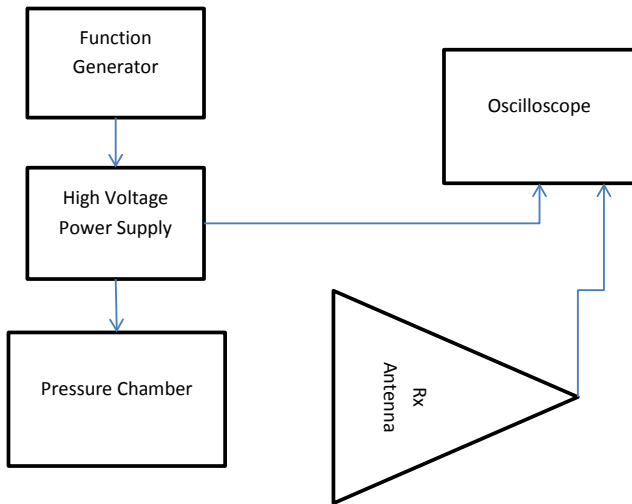 Function
Generator
Oscilloscope
High Voltage
Power Supply
Pressure Chamber
Rx
Antenna